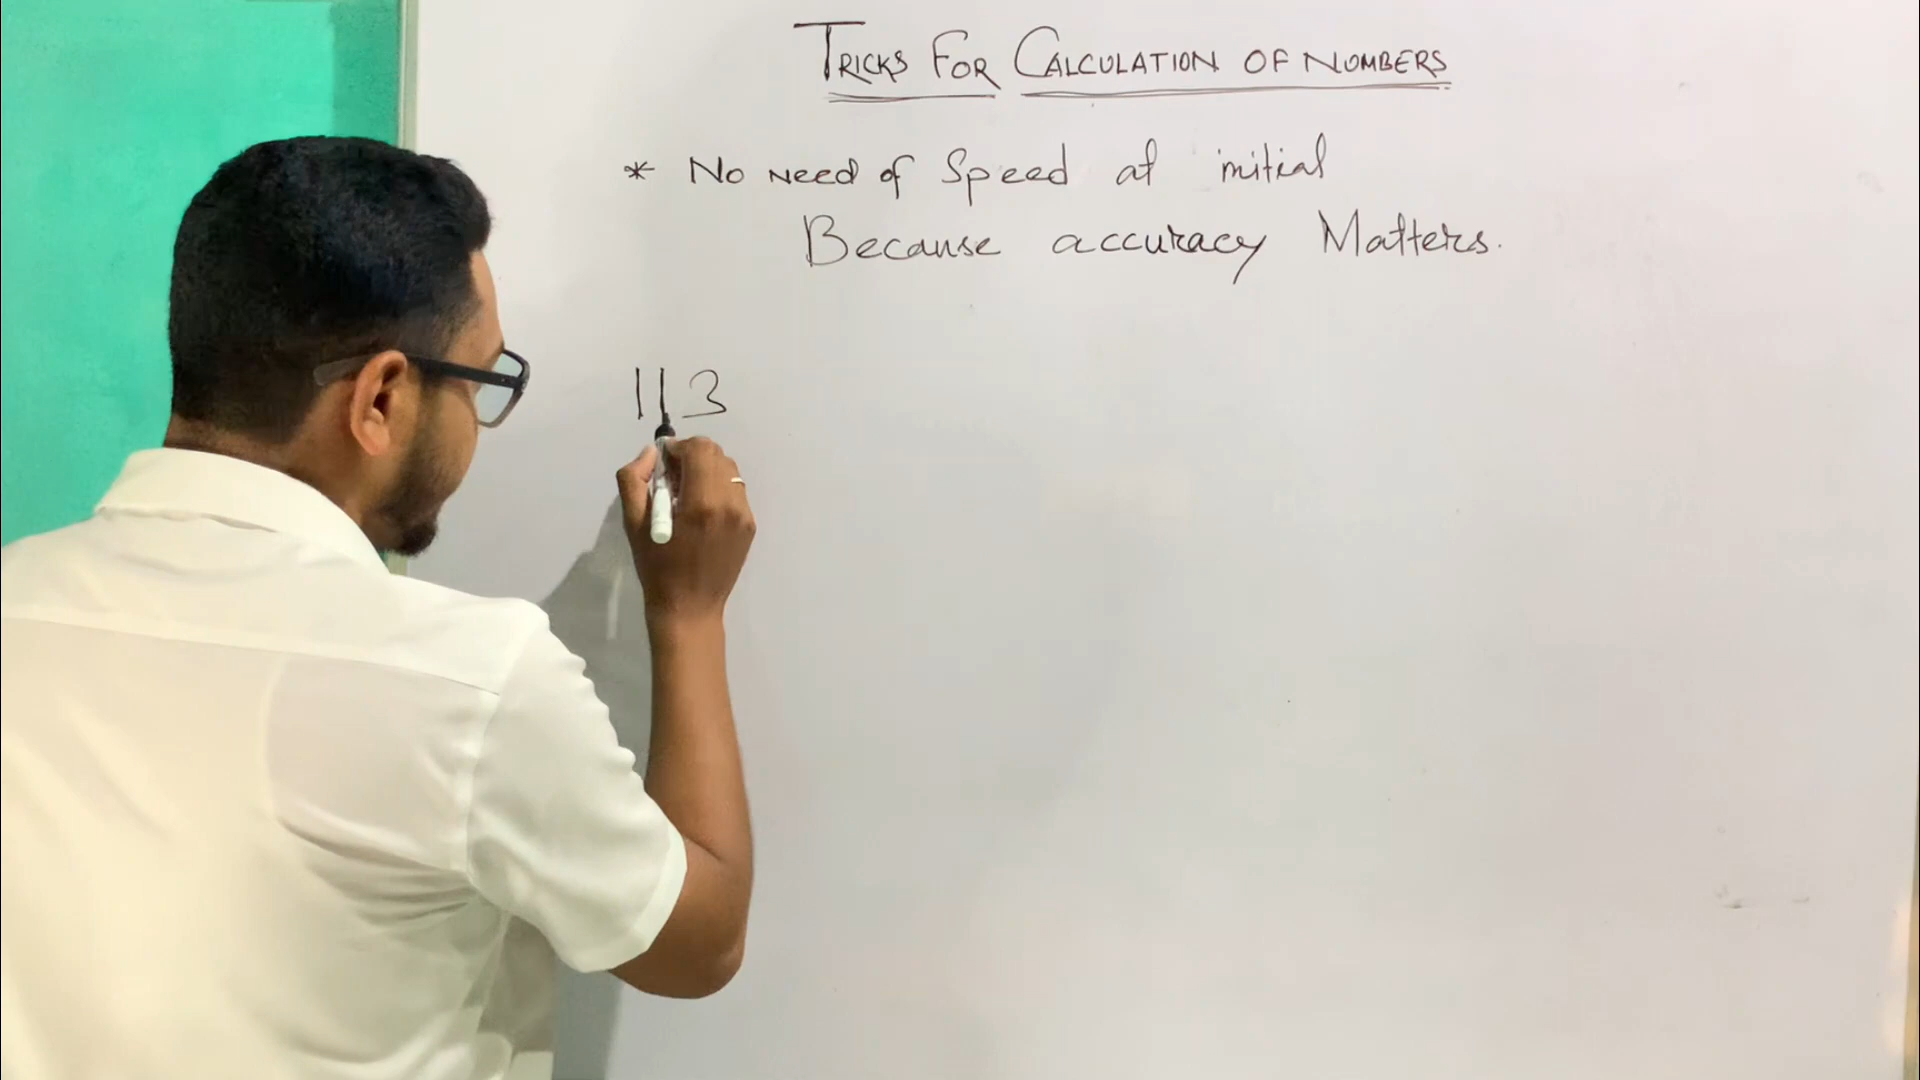 TRICKS FOR CALCULATION OF NUMBERS
* No Need of Speed at initial
Because accuracy Matters.
113